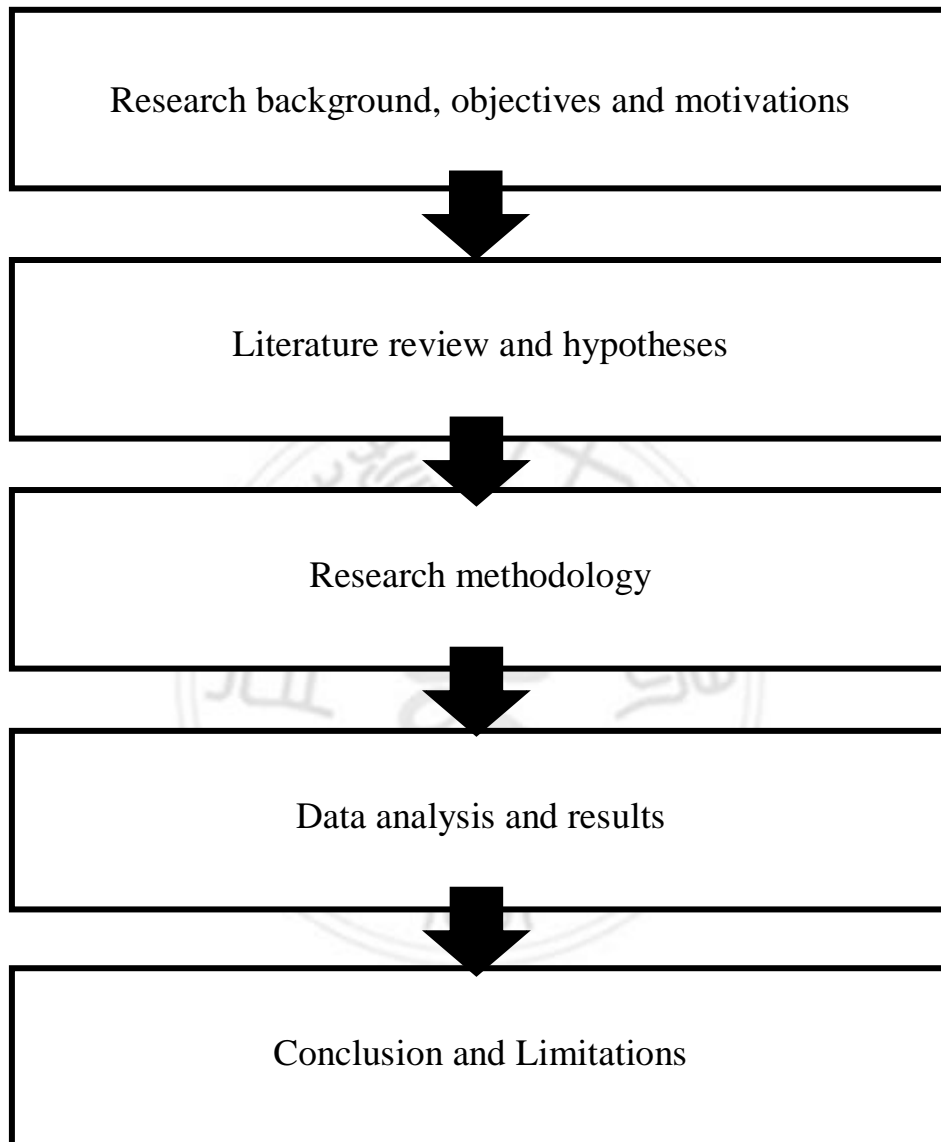 Research background, objectives and motivations
Literature review and hypotheses
Research methodology
Data analysis and results
Conclusion and Limitations